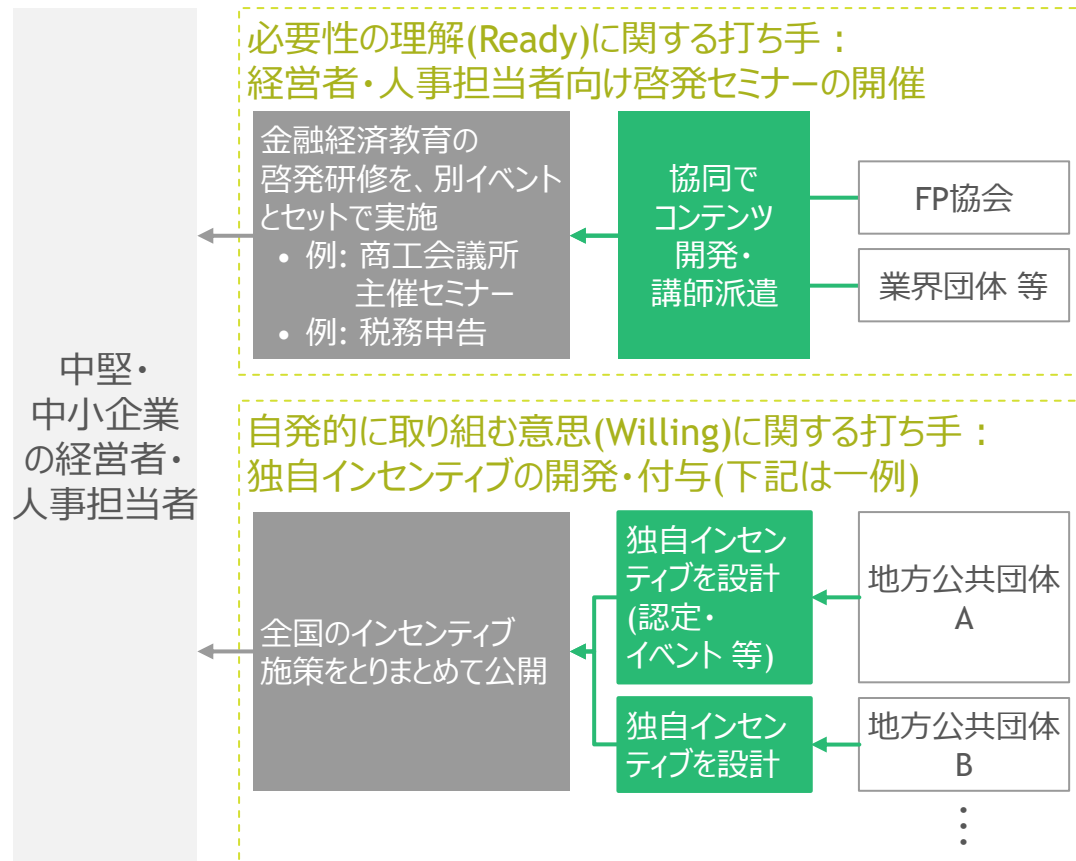 中堅・
中小企業
の経営者・
人事担当者
必要性の理解(Ready)に関する打ち手：
経営者・人事担当者向け啓発セミナーの開催
金融経済教育の
啓発研修を、別イベント
とセットで実施
• 例: 商工会議所
主催セミナー
• 例: 税務申告
協同で
コンテンツ
開発・
講師派遣
FP協会
業界団体 等
自発的に取り組む意思(Willing)に関する打ち手：
独自インセンティブの開発・付与(下記は一例)
全国のインセンティブ
施策をとりまとめて公開
独自インセン
ティブを設計
(認定・
イベント 等)
地方公共団体
A
独自インセン
ティブを設計
地方公共団体
B
…